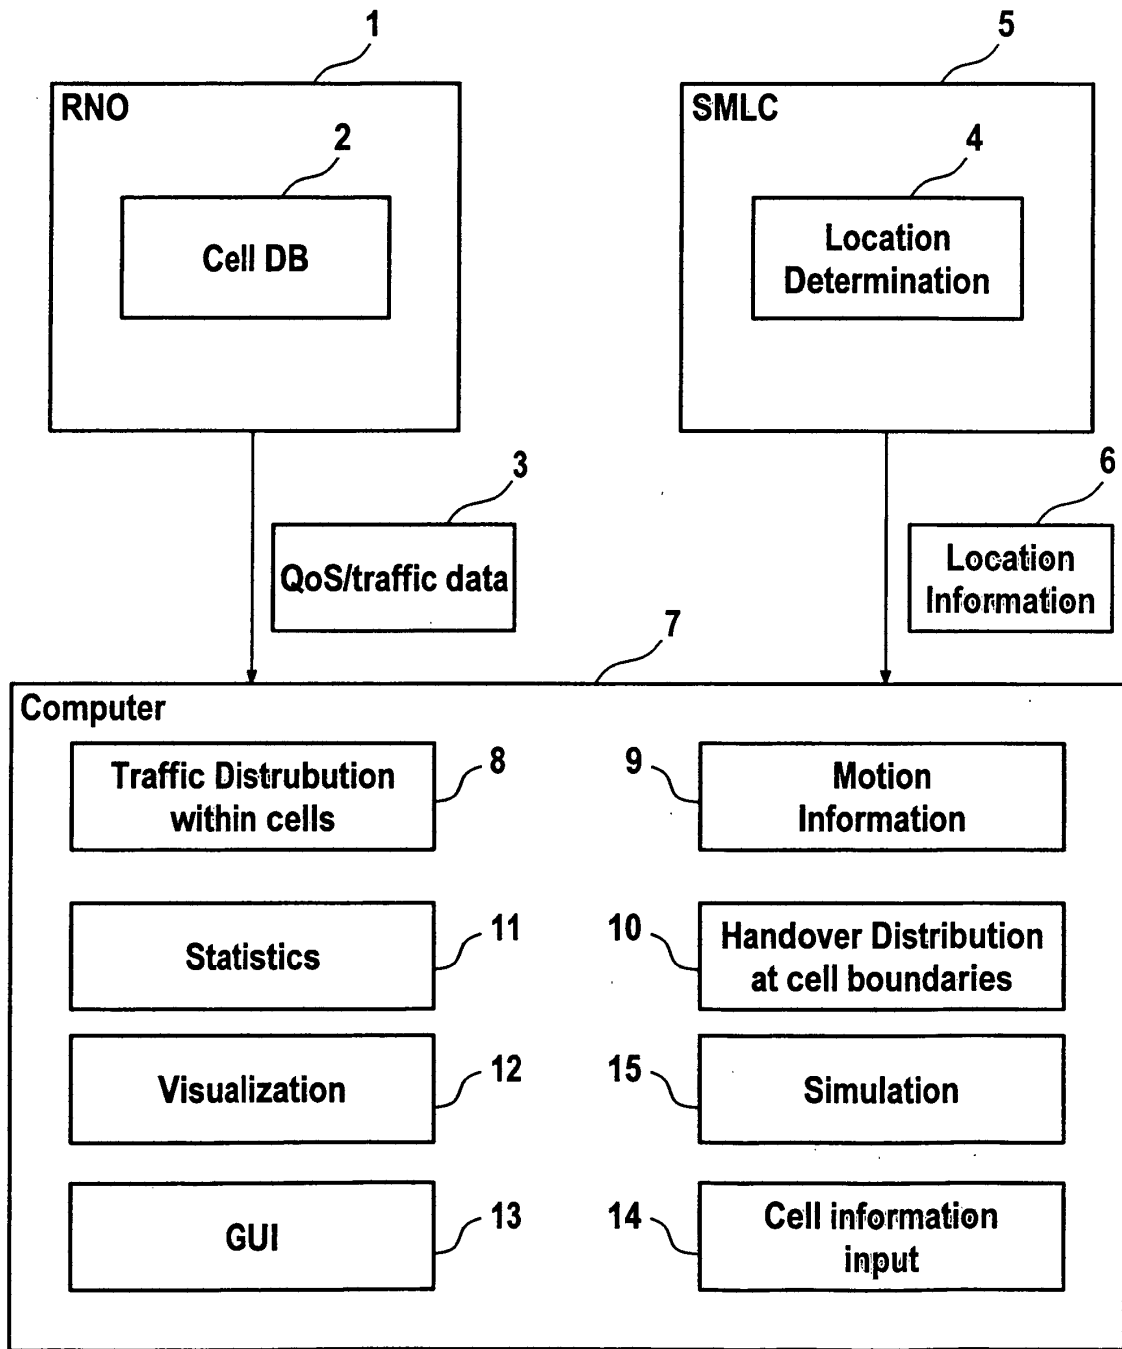 1
5
RNO
SMLC
2
4
Cell DB
Location
Determination
3
6
QoS/traffic data
Location
Information
7
Computer
Traffic Distrubution
within cells
8
9
Motion
Information
Statistics
11
10
Handover Distribution
at cell boundaries
Visualization
12
15
Simulation
GUI
13
14
Cell information
input